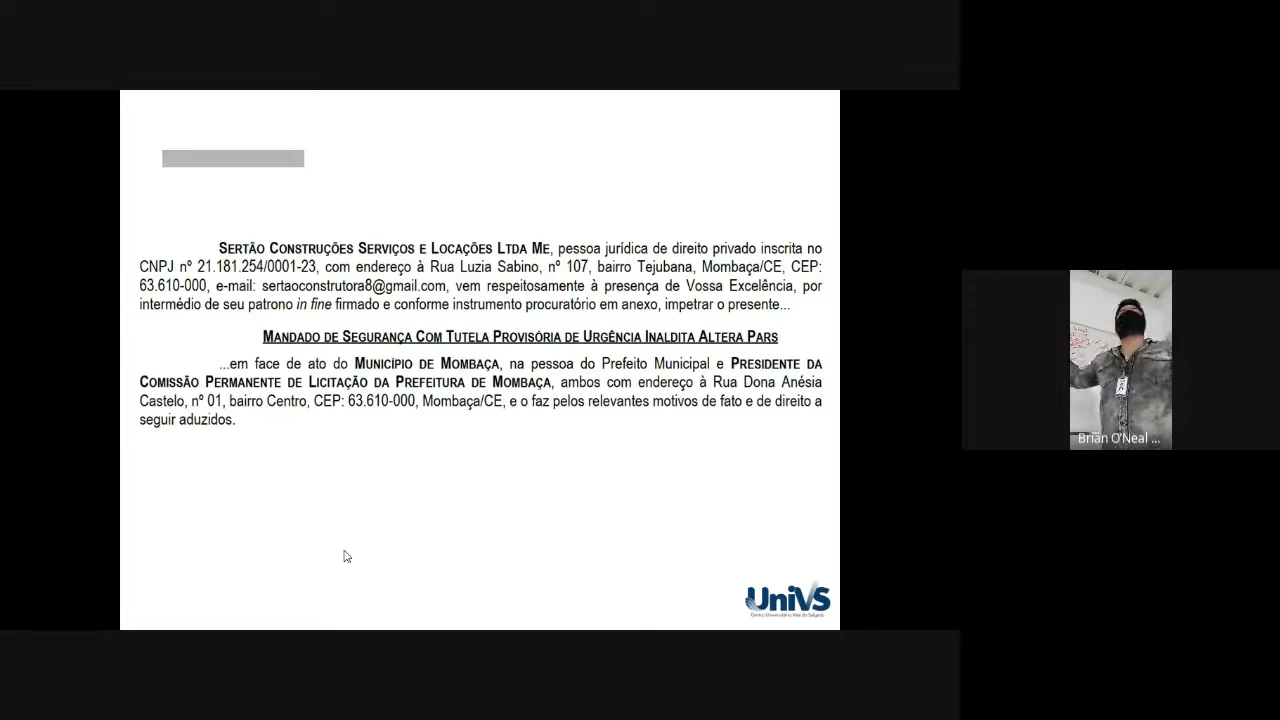 SERTÃO CONSTRUÇÕES SERVIÇOS E LOCAÇÕES LTDA ME, pessoa jurídica de direito privado inscrita no
CNPJ nº 21.181.254/0001-23, com endereço à Rua Luzia Sabino, nº 107, bairro Tejubana, Mombaça/CE, CEP:
63.610-000, e-mail: sertaoconstrutora8@gmail.com, vem respeitosamente à presença de Vossa Excelência, por
intermédio de seu patrono in fine firmado e conforme instrumento procuratório em anexo, impetrar o presente...
MANDADO DE SEGURANÇA COM TUTELA PROVISÓRIA DE URGÊNCIA INALDITA ALTERA PARS
...em face de ato do MUNICÍPIO DE MOMBAÇA, na pessoa do Prefeito Municipal e PRESIDENTE DA
COMISSÃO PERMANENTE DE LICITAÇÃO DA PREFEITURA DE MOMBAÇA, ambos com endereço à Rua Dona Anésia
Castelo, nº 01, bairro Centro, CEP: 63.610-000, Mombaça/CE, e o faz pelos relevantes motivos de fato e de direito a
seguir aduzidos.
Brian O'Neal ...
UniVS
Centro Universitário Vale do Salgado